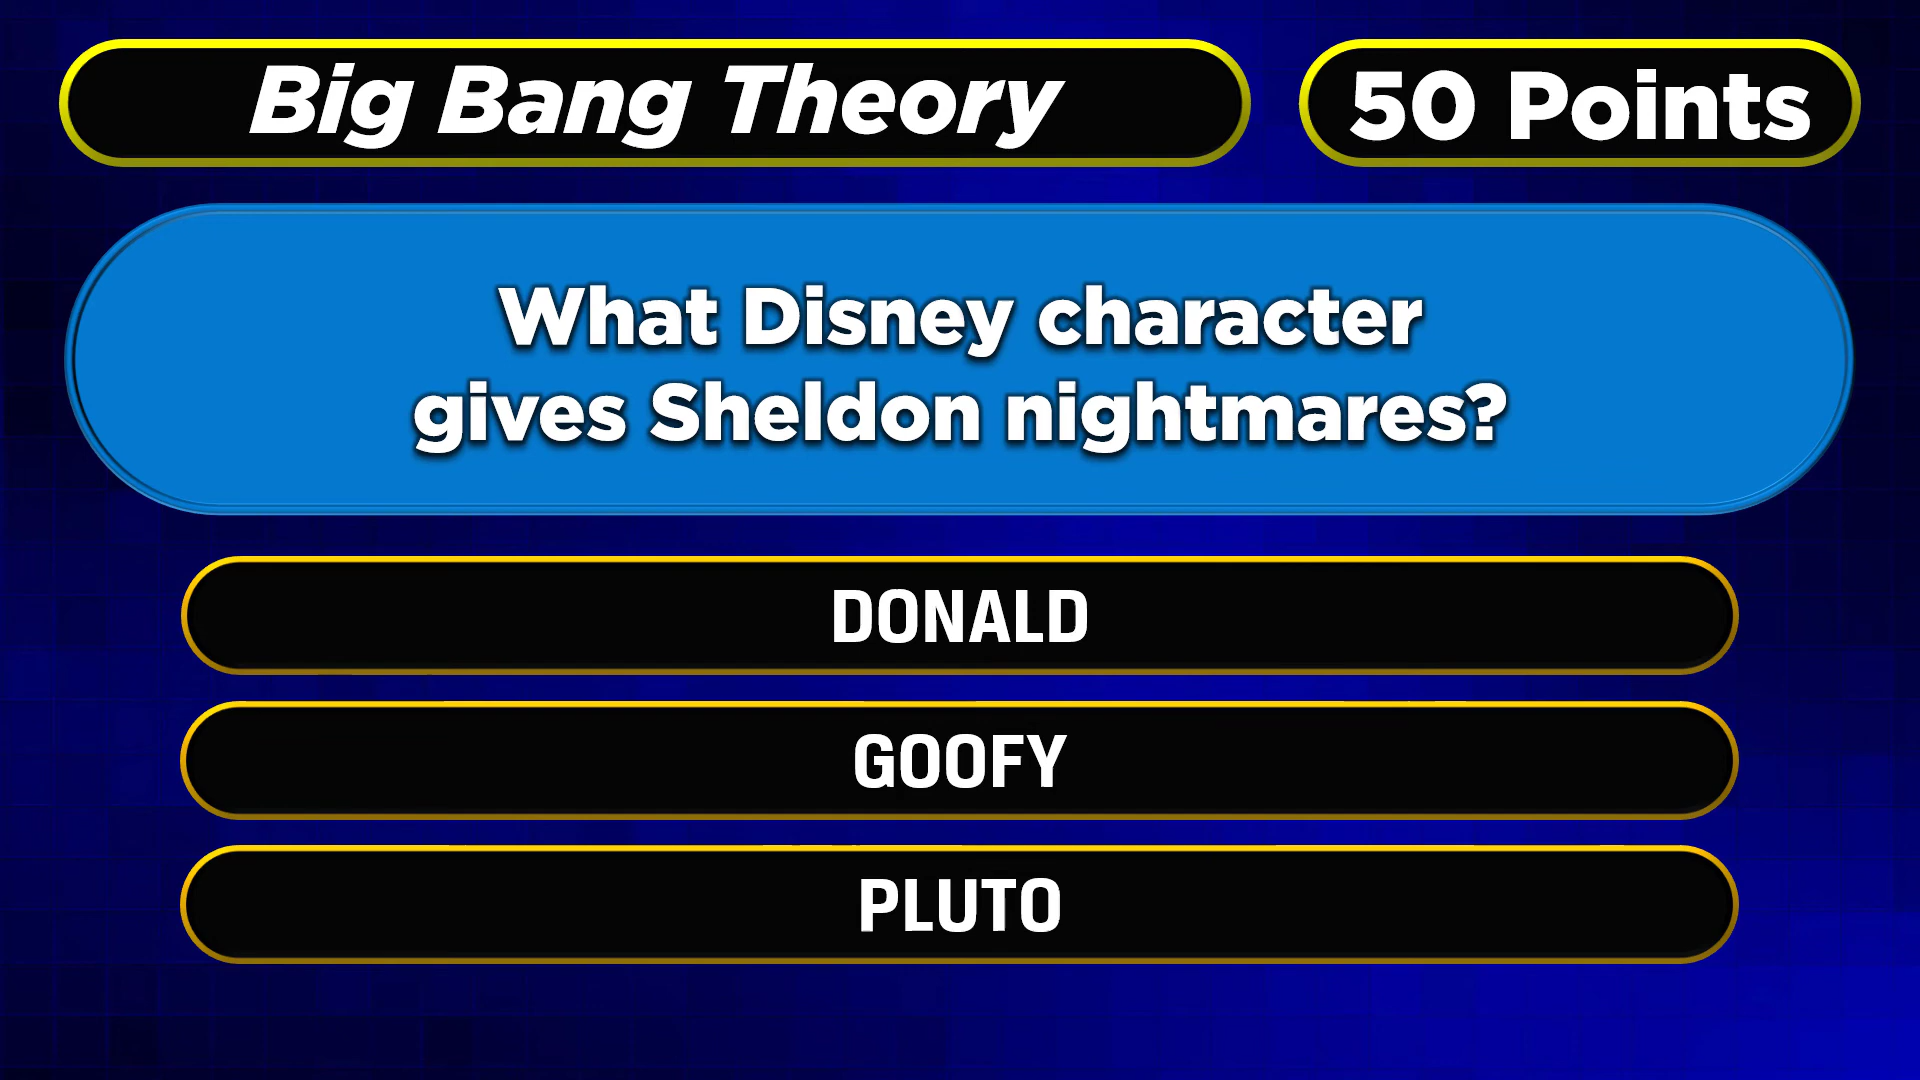 Big Bang Theory
50 Points
What Disney character
gives Sheldon nightmares?
DONALD
GOOFY
PLUTO